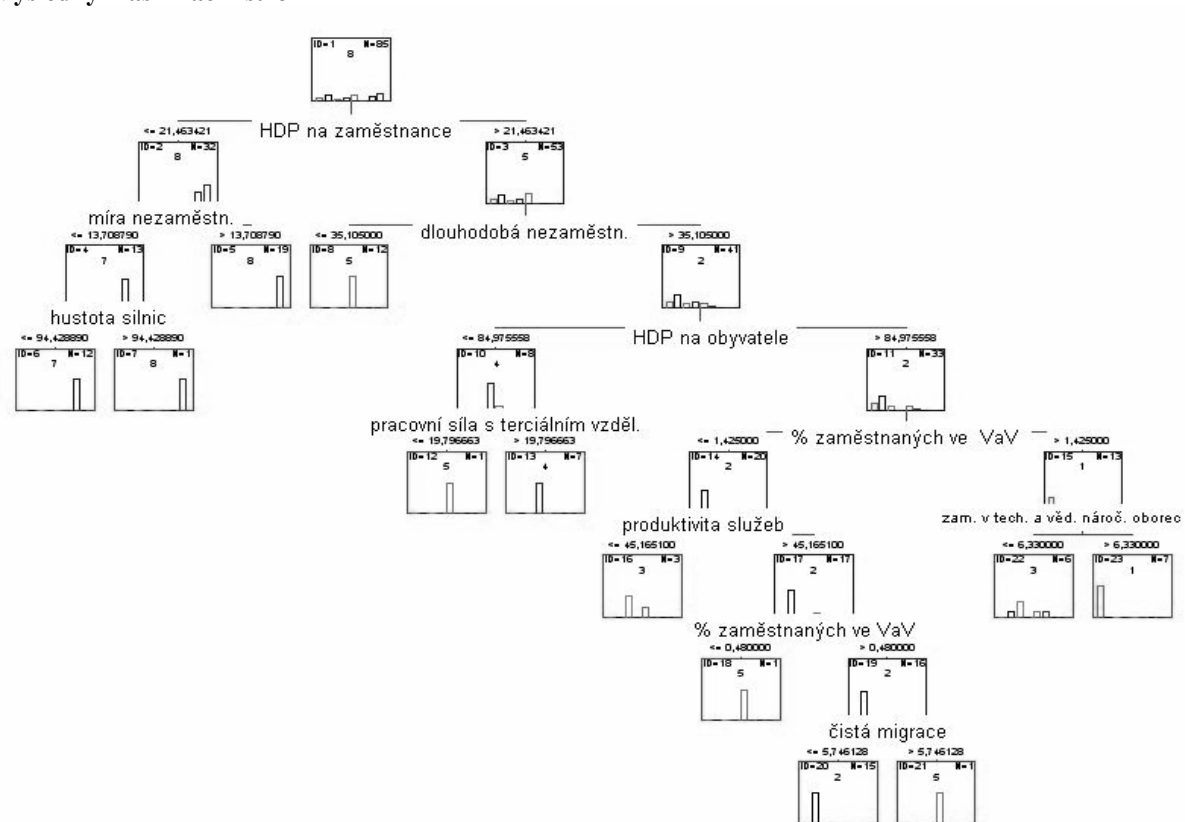 ID=1 N=85
8
HDP na zaměstnance
<= 21,463421 > 21,463421
ID=2 N=32
8
ID=3 N=53
5
míra nezaměstn.
<= 13,708790 > 13,708790
dlouhodobá nezaměstn.
<= 35,105000 > 35,105000
ID=4 N=13
7
ID=5 N=19
8
ID=8 N=12
5
ID=9 N=41
2
hustota silnic
<= 94,428890 > 94,428890
HDP na obyvatele
<= 84,975558 > 84,975558
ID=6 N=12
7
ID=7 N=1
8
ID=10 N=8
4
ID=11 N=33
2
pracovní síla s terciálním vzděl.
<= 19,796663 > 19,796663
% zaměstnaných ve VaV
<= 1,425000 > 1,425000
ID=12 N=1
5
ID=13 N=7
4
ID=14 N=20
2
ID=15 N=13
1
produktivita služeb
<= 45,165100 > 45,165100
zam. v tech. a věd. nároč. oborec
<= 6,330000 > 6,330000
ID=16 N=3
3
ID=17 N=17
2
ID=22 N=6
3
ID=23 N=7
1
% zaměstnaných ve VaV
<= 0,480000 > 0,480000
ID=18 N=1
5
ID=19 N=16
2
čistá migrace
<= 5,746128 > 5,746128
ID=20 N=15
2
ID=21 N=1
5